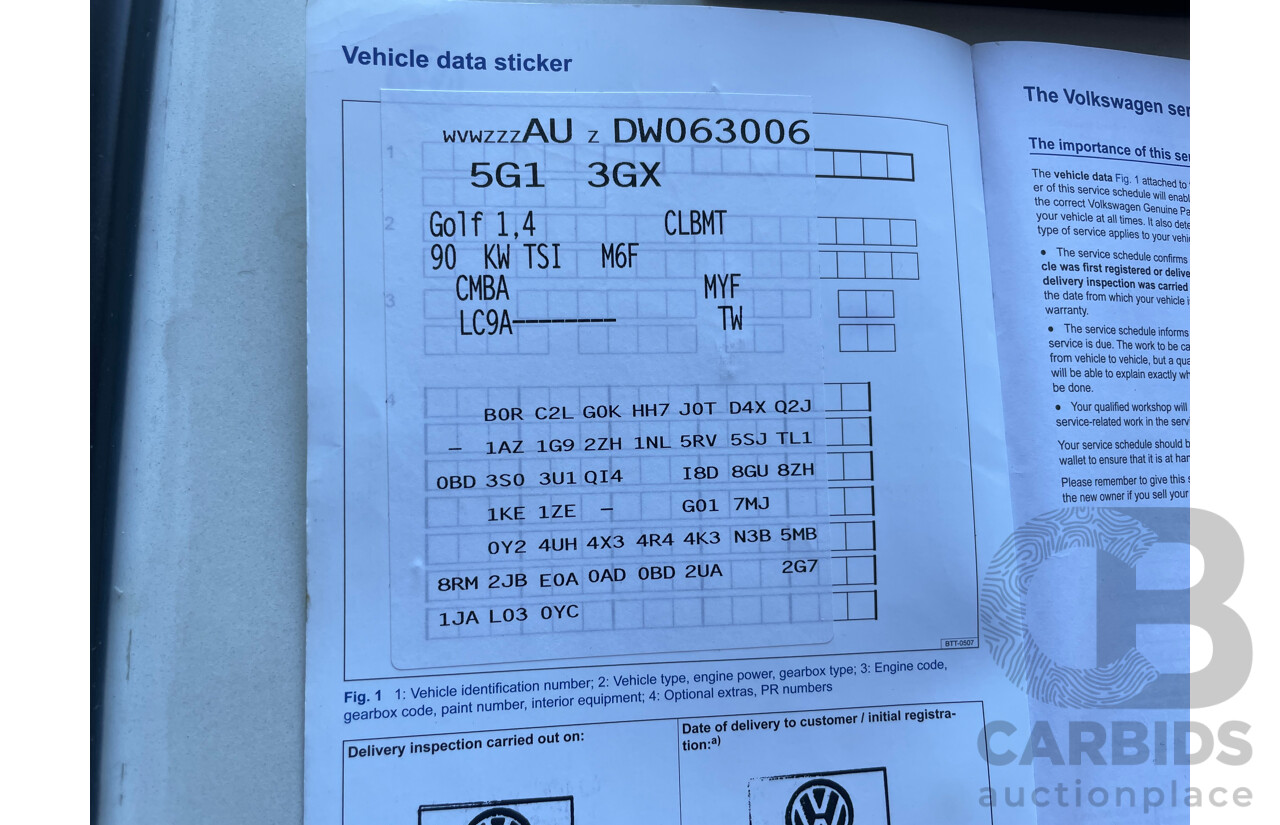 Vehicle data sticker
WVWZZZAU Z DW063006
1
5G1 3GX
2
Golf 1,4 CLBMT
90 KW TSI M6F
3
CMBA MYF
LC9A-------- TW
4
B0R C2L G0K HH7 J0T D4X Q2J
– 1AZ 1G9 2ZH 1NL 5RV 5SJ TL1
0BD 3S0 3U1 QI4 I8D 8GU 8ZH
1KE 1ZE – G01 7MJ
0Y2 4UH 4X3 4R4 4K3 N3B 5MB
8RM 2JB E0A 0AD 0BD 2UA 2G7
1JA L03 0YC
BTT-0507
Fig. 1 1: Vehicle identification number; 2: Vehicle type, engine power, gearbox type; 3: Engine code,
gearbox code, paint number, interior equipment; 4: Optional extras, PR numbers
Delivery inspection carried out on:
Date of delivery to customer / initial registra-
tion:a)
The Volkswagen ser
The importance of this se
The vehicle data Fig. 1 attached to
er of this service schedule will enabl
the correct Volkswagen Genuine Pa
your vehicle at all times. It also dete
type of service applies to your vehi
• The service schedule confirms
cle was first registered or delive
delivery inspection was carried
the date from which your vehicle i
warranty.
• The service schedule informs
service is due. The work to be ca
from vehicle to vehicle, but a qua
will be able to explain exactly wh
be done.
• Your qualified workshop will
service-related work in the serv
Your service schedule should b
wallet to ensure that it is at har
Please remember to give this s
the new owner if you sell your
CB
CARBIDS
auctionplace